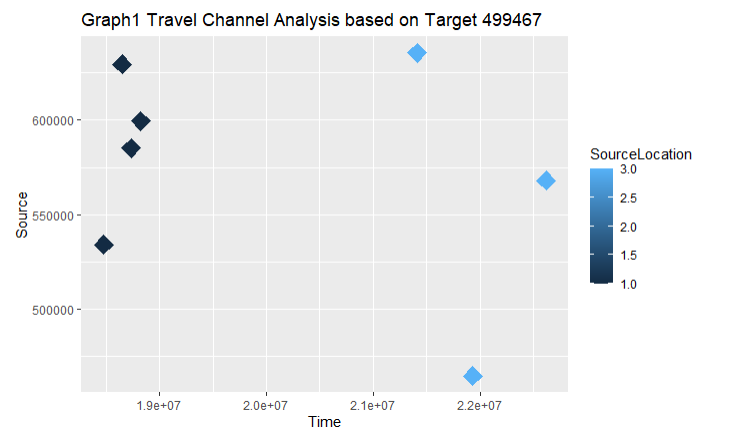 Graph1 Travel Channel Analysis based on Target 499467
600000
550000
500000
Source
1.9e+07 2.0e+07 2.1e+07 2.2e+07
Time
SourceLocation
3.0
2.5
2.0
1.5
1.0